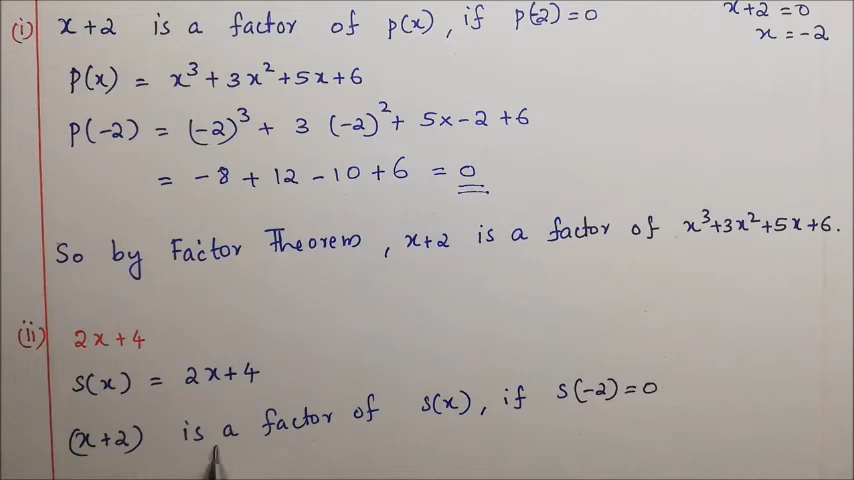 (i) x+2 is a factor of p(x), if p(-2)=0
x+2=0
x=-2
p(x) = x³+3x²+5x+6
p(-2) = (-2)³ + 3 (-2)² + 5x-2 +6
= -8 + 12 -10 +6 = 0
So by Factor Theorem, x+2 is a factor of x³+3x²+5x+6.
(ii) 2x+4
s(x) = 2x+4
(x+2) is a factor of s(x), if s(-2)=0